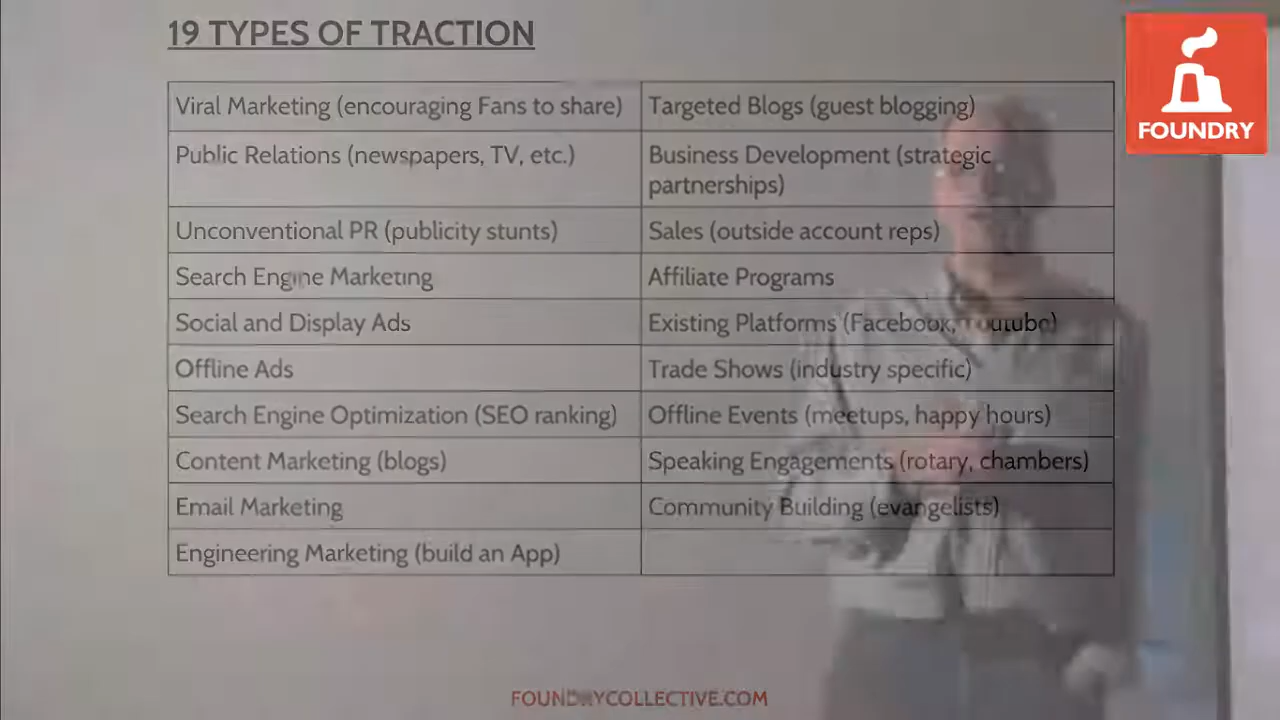 19 TYPES OF TRACTION
FOUNDRY
Viral Marketing (encouraging Fans to share)
Targeted Blogs (guest blogging)
Public Relations (newspapers, TV, etc.)
Business Development (strategic
partnerships)
Unconventional PR (publicity stunts)
Sales (outside account reps)
Search Engine Marketing
Affiliate Programs
Social and Display Ads
Existing Platforms (Facebook, Youtube)
Offline Ads
Trade Shows (industry specific)
Search Engine Optimization (SEO ranking)
Offline Events (meetups, happy hours)
Content Marketing (blogs)
Speaking Engagements (rotary, chambers)
Email Marketing
Community Building (evangelists)
Engineering Marketing (build an App)
FOUNDRYCOLLECTIVE.COM